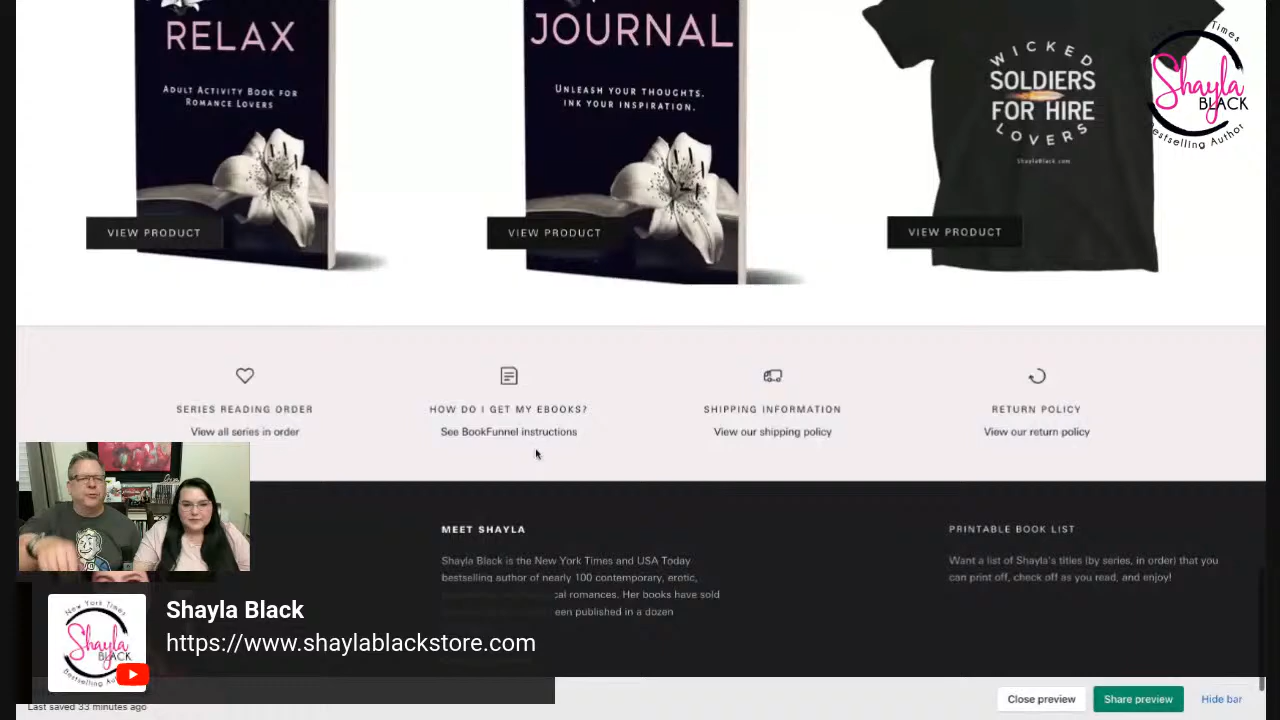 RELAX
ADULT ACTIVITY BOOK FOR
ROMANCE LOVERS
VIEW PRODUCT
JOURNAL
UNLEASH YOUR THOUGHTS.
INK YOUR INSPIRATION.
VIEW PRODUCT
WICKED
SOLDIERS
FOR HIRE
LOVERS
ShaylaBlack.com
VIEW PRODUCT
Times
Shayla
BLACK
Bestselling Author
SERIES READING ORDER
View all series in order
HOW DO I GET MY EBOOKS?
See BookFunnel instructions
SHIPPING INFORMATION
View our shipping policy
RETURN POLICY
View our return policy
MEET SHAYLA
Shayla Black is the New York Times and USA Today
bestselling author of nearly 100 contemporary, erotic,
cal romances. Her books have sold
een published in a dozen
PRINTABLE BOOK LIST
Want a list of Shayla's titles (by series, in order) that you
can print off, check off as you read, and enjoy!
New York Times
Shayla
BLACK
Shayla Black
https://www.shaylablackstore.com
Last saved 33 minutes ago
Close preview
Share preview
Hide bar